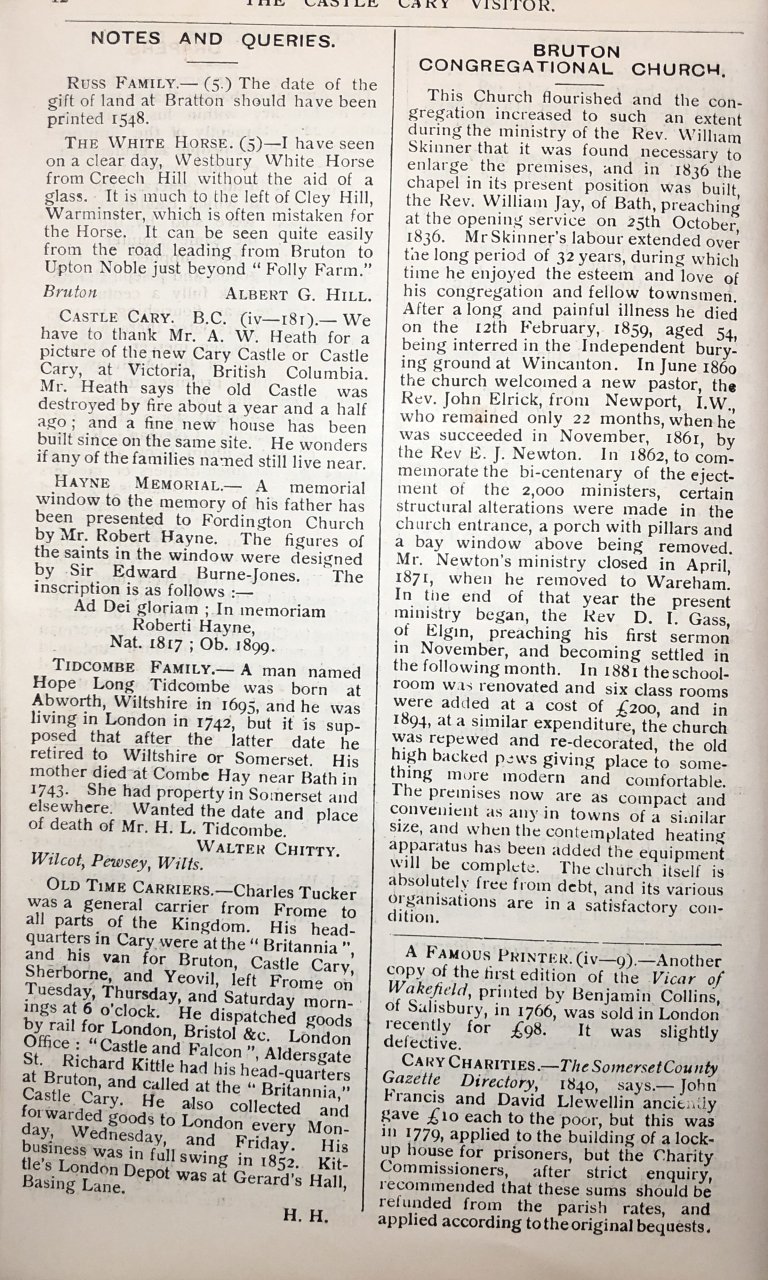 THE CASTLE CARY VISITOR.
NOTES AND QUERIES.
RUSS FAMILY.— (5.) The date of the
gift of land at Bratton should have been
printed 1548.
THE WHITE HORSE. (5)—I have seen
on a clear day, Westbury White Horse
from Creech Hill without the aid of a
glass. It is much to the left of Cley Hill,
Warminster, which is often mistaken for
the Horse. It can be seen quite easily
from the road leading from Bruton to
Upton Noble just beyond “ Folly Farm.”
Bruton ALBERT G. HILL.
CASTLE CARY. B.C. (iv—181).— We
have to thank Mr. A. W. Heath for a
picture of the new Cary Castle or Castle
Cary, at Victoria, British Columbia.
Mr. Heath says the old Castle was
destroyed by fire about a year and a half
ago ; and a fine new house has been
built since on the same site. He wonders
if any of the families named still live near.
HAYNE MEMORIAL.— A memorial
window to the memory of his father has
been presented to Fordington Church
by Mr. Robert Hayne. The figures of
the saints in the window were designed
by Sir Edward Burne-Jones. The
inscription is as follows :—
Ad Dei gloriam ; In memoriam
Roberti Hayne,
Nat. 1817 ; Ob. 1899.
TIDCOMBE FAMILY.— A man named
Hope Long Tidcombe was born at
Abworth, Wiltshire in 1695, and he was
living in London in 1742, but it is sup-
posed that after the latter date he
retired to Wiltshire or Somerset. His
mother died at Combe Hay near Bath in
1743. She had property in Somerset and
elsewhere. Wanted the date and place
of death of Mr. H. L. Tidcombe.
WALTER CHITTY.
Wilcot, Pewsey, Wilts.
OLD TIME CARRIERS.—Charles Tucker
was a general carrier from Frome to
all parts of the Kingdom. His head-
quarters in Cary were at the “ Britannia ”,
and his van for Bruton, Castle Cary,
Sherborne, and Yeovil, left Frome on
Tuesday, Thursday, and Saturday morn-
ings at 6 o'clock. He dispatched goods
by rail for London, Bristol &c. London
Office : “ Castle and Falcon ”, Aldersgate
St. Richard Kittle had his head-quarters
at Bruton, and called at the “ Britannia,”
Castle Cary. He also collected and
forwarded goods to London every Mon-
day, Wednesday, and Friday. His
business was in full swing in 1852. Kit-
tle's London Depot was at Gerard's Hall,
Basing Lane.
H. H.
BRUTON
CONGREGATIONAL CHURCH.
This Church flourished and the con-
gregation increased to such an extent
during the ministry of the Rev. William
Skinner that it was found necessary to
enlarge the premises, and in 1836 the
chapel in its present position was built,
the Rev. William Jay, of Bath, preaching
at the opening service on 25th October,
1836. Mr Skinner's labour extended over
the long period of 32 years, during which
time he enjoyed the esteem and love of
his congregation and fellow townsmen.
After a long and painful illness he died
on the 12th February, 1859, aged 54,
being interred in the Independent bury-
ing ground at Wincanton. In June 1860
the church welcomed a new pastor, the
Rev. John Elrick, from Newport, I.W.,
who remained only 22 months, when he
was succeeded in November, 1861, by
the Rev E. J. Newton. In 1862, to com-
memorate the bi-centenary of the eject-
ment of the 2,000 ministers, certain
structural alterations were made in the
church entrance, a porch with pillars and
a bay window above being removed.
Mr. Newton's ministry closed in April,
1871, when he removed to Wareham.
In the end of that year the present
ministry began, the Rev D. I. Gass,
of Elgin, preaching his first sermon
in November, and becoming settled in
the following month. In 1881 the school-
room was renovated and six class rooms
were added at a cost of £200, and in
1894, at a similar expenditure, the church
was repewed and re-decorated, the old
high backed pews giving place to some-
thing more modern and comfortable.
The premises now are as compact and
convenient as any in towns of a similar
size, and when the contemplated heating
apparatus has been added the equipment
will be complete. The church itself is
absolutely free from debt, and its various
organisations are in a satisfactory con-
dition.
A FAMOUS PRINTER. (iv—9).—Another
copy of the first edition of the Vicar of
Wakefield, printed by Benjamin Collins,
of Salisbury, in 1766, was sold in London
recently for £98. It was slightly
defective.
CARY CHARITIES.—The Somerset County
Gazette Directory, 1840, says.— John
Francis and David Llewellin anciently
gave £10 each to the poor, but this was
in 1779, applied to the building of a lock-
up house for prisoners, but the Charity
Commissioners, after strict enquiry,
recommended that these sums should be
refunded from the parish rates, and
applied according to the original bequests.